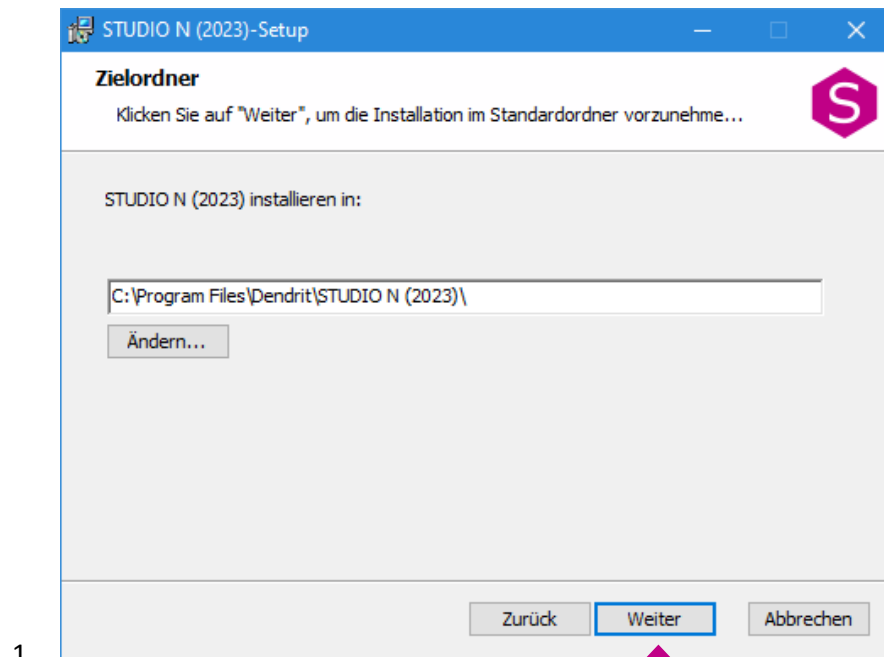 STUDIO N (2023)-Setup
Zielordner
Klicken Sie auf "Weiter", um die Installation im Standardordner vorzunehme...
S
STUDIO N (2023) installieren in:
C:\Program Files\Dendrit\STUDIO N (2023)\
Ändern...
Zurück Weiter Abbrechen
1